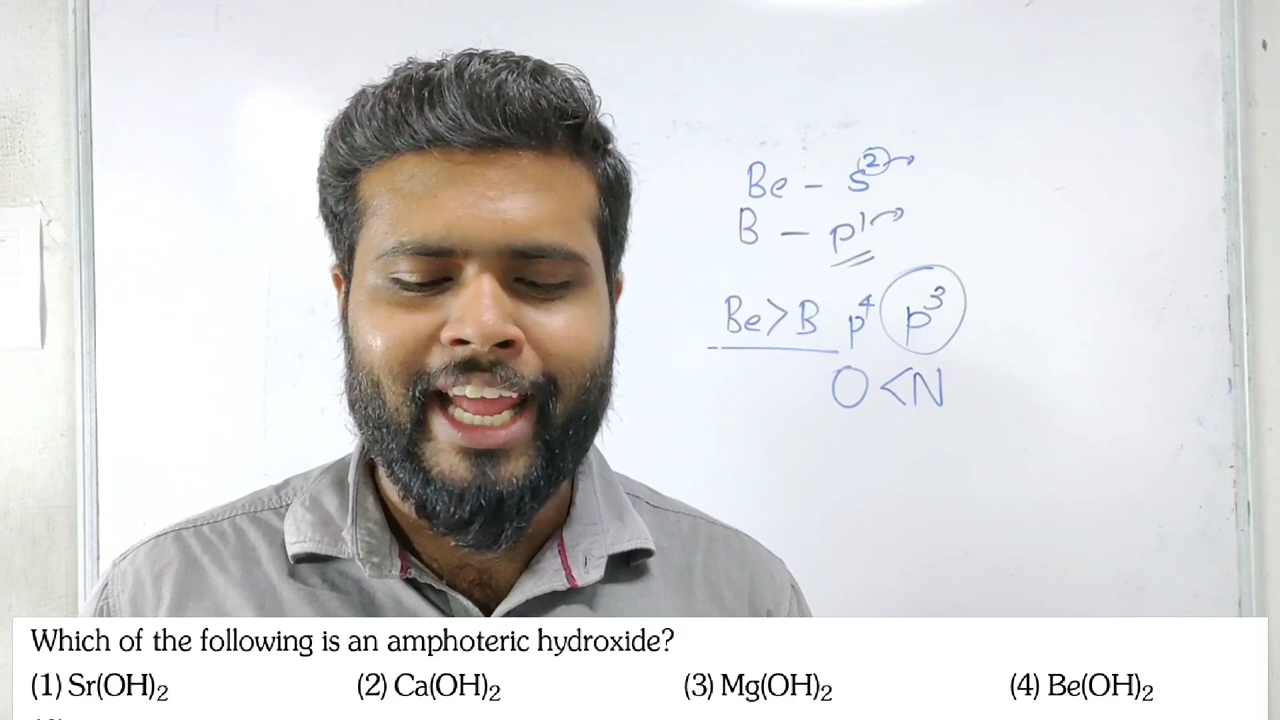 Be - s²
B - p¹
Be > B p⁴ p³
O < N
Which of the following is an amphoteric hydroxide?
(1) Sr(OH)₂ (2) Ca(OH)₂ (3) Mg(OH)₂ (4) Be(OH)₂